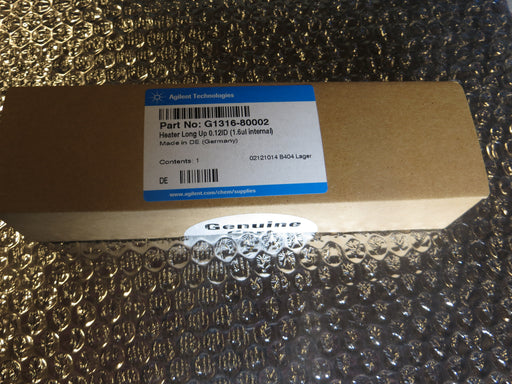 Agilent Technologies
Part No: G1316-80002
Heater Long Up 0.12ID (1.6ul internal)
Made in DE (Germany)
Contents: 1
02121014 B404 Lager
DE
www.agilent.com/chem/supplies
Genuine